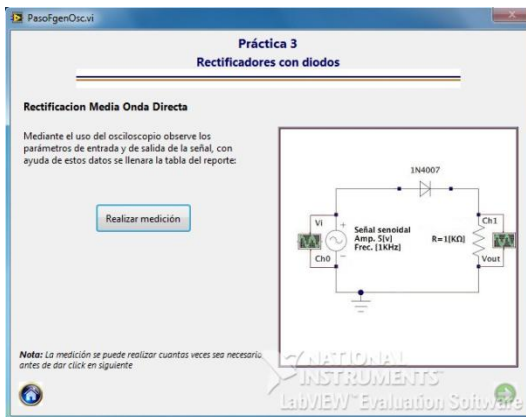 PasoFgenOsc.vi
Práctica 3
Rectificadores con diodos
Rectificacion Media Onda Directa
Mediante el uso del osciloscopio observe los
parámetros de entrada y de salida de la señal, con
ayuda de estos datos se llenara la tabla del reporte:
Realizar medición
1N4007
Vi
+
Señal senoidal
Amp. 5[v]
Frec. [1KHz]
-
Ch0
R=1[KΩ]
Ch1
Vout
Nota: La medición se puede realizar cuantas veces sea necesario
antes de dar click en siguiente
NATIONAL
INSTRUMENTS
LabVIEW™ Evaluation Software